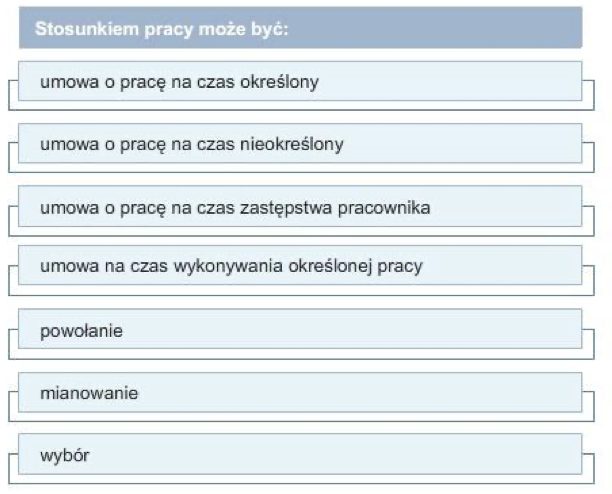 Stosunkiem pracy może być:
umowa o pracę na czas określony
umowa o pracę na czas nieokreślony
umowa o pracę na czas zastępstwa pracownika
umowa na czas wykonywania określonej pracy
powołanie
mianowanie
wybór